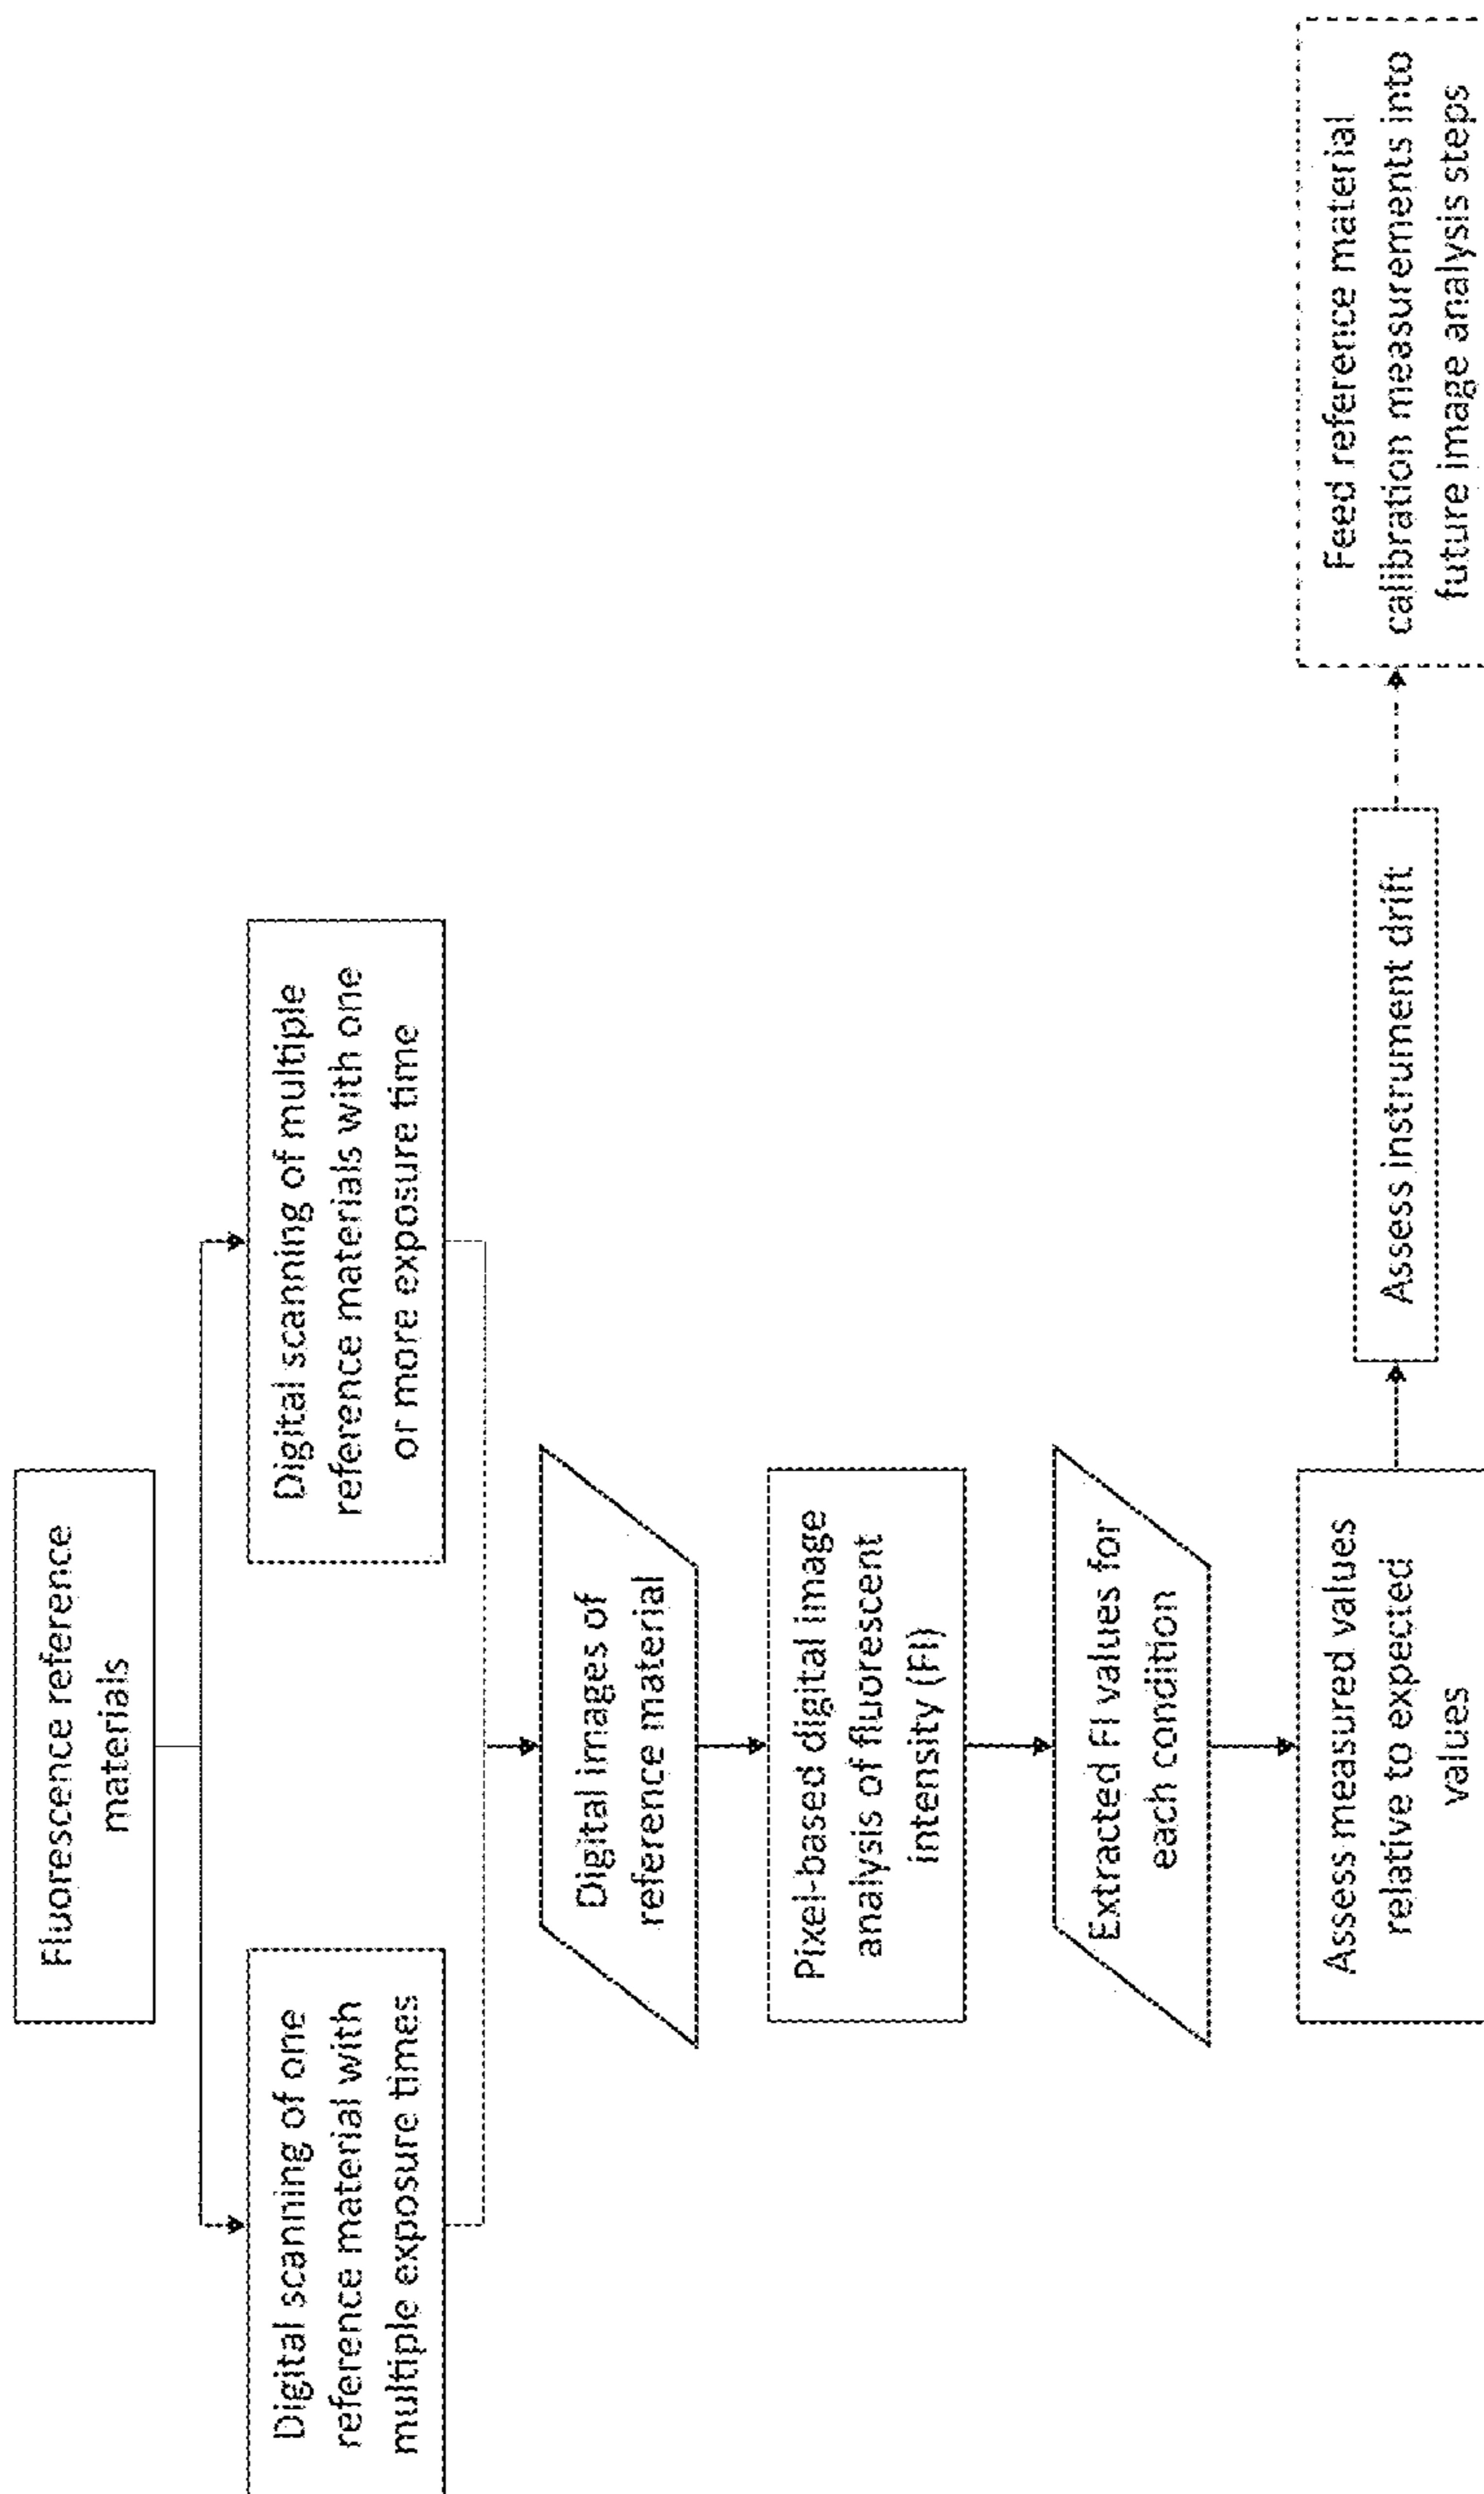 Fluorescence reference
materials
Digital scanning of one
reference material with
multiple exposure times
Digital scanning of multiple
reference materials with one
or more exposure time
Digital images of
reference material
Pixel-based digital image
analysis of fluorescent
intensity (FI)
Extracted FI values for
each condition
Assess measured values
relative to expected
values
Assess instrument drift
Feed reference material
calibration measurements into
future image analysis steps